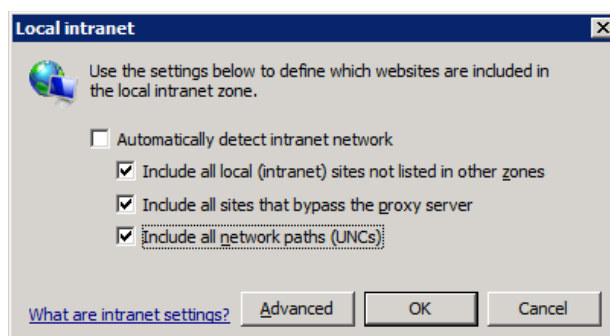 Local intranet
Use the settings below to define which websites are included in
the local intranet zone.
Automatically detect intranet network
Include all local (intranet) sites not listed in other zones
Include all sites that bypass the proxy server
Include all network paths (UNCs)
What are intranet settings?
Advanced
OK
Cancel